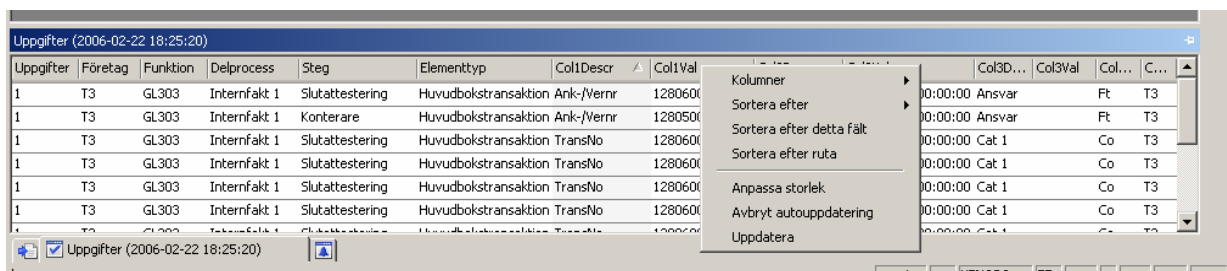 Uppgifter (2006-02-22 18:25:20)
Uppgifter Företag Funktion Delprocess Steg Elementtyp Col1Descr Col1Val Col3D... Col3Val Col... C...
1 T3 GL303 Internfakt 1 Slutattestering Huvudbokstransaktion Ank-/Vernr 1280600 00:00:00 Ansvar Ft T3
1 T3 GL303 Internfakt 1 Konterare Huvudbokstransaktion Ank-/Vernr 1280500 00:00:00 Ansvar Ft T3
1 T3 GL303 Internfakt 1 Slutattestering Huvudbokstransaktion TransNo 1280600 00:00:00 Cat 1 Co T3
1 T3 GL303 Internfakt 1 Slutattestering Huvudbokstransaktion TransNo 1280600 00:00:00 Cat 1 Co T3
1 T3 GL303 Internfakt 1 Slutattestering Huvudbokstransaktion TransNo 1280600 00:00:00 Cat 1 Co T3
1 T3 GL303 Internfakt 1 Slutattestering Huvudbokstransaktion TransNo 1280600 00:00:00 Cat 1 Co T3
Kolumner
Sortera efter
Sortera efter detta fält
Sortera efter ruta
Anpassa storlek
Avbryt autouppdatering
Uppdatera
Uppgifter (2006-02-22 18:25:20)